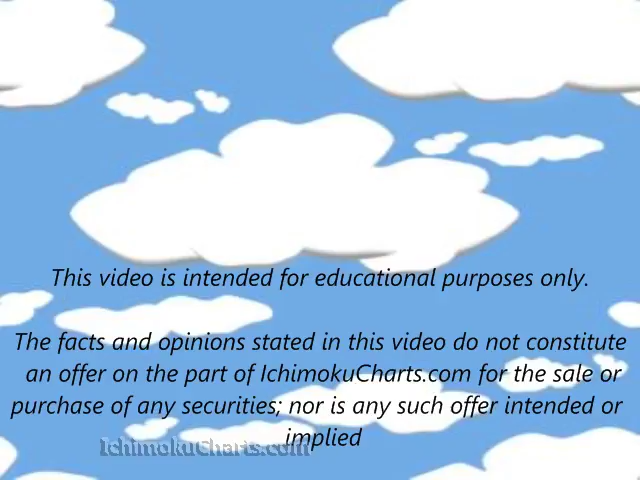 This video is intended for educational purposes only.
The facts and opinions stated in this video do not constitute
an offer on the part of IchimokuCharts.com for the sale or
purchase of any securities; nor is any such offer intended or
implied
IchimokuCharts.com